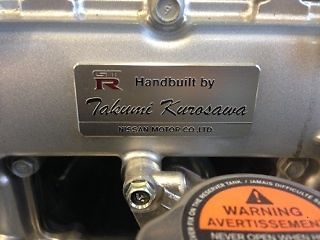 GT R Handbuilt by
Takumi Kurosawa
NISSAN MOTOR CO.,LTD.
WARNING
AVERTISSEMENT
NEVER OPEN WHEN H